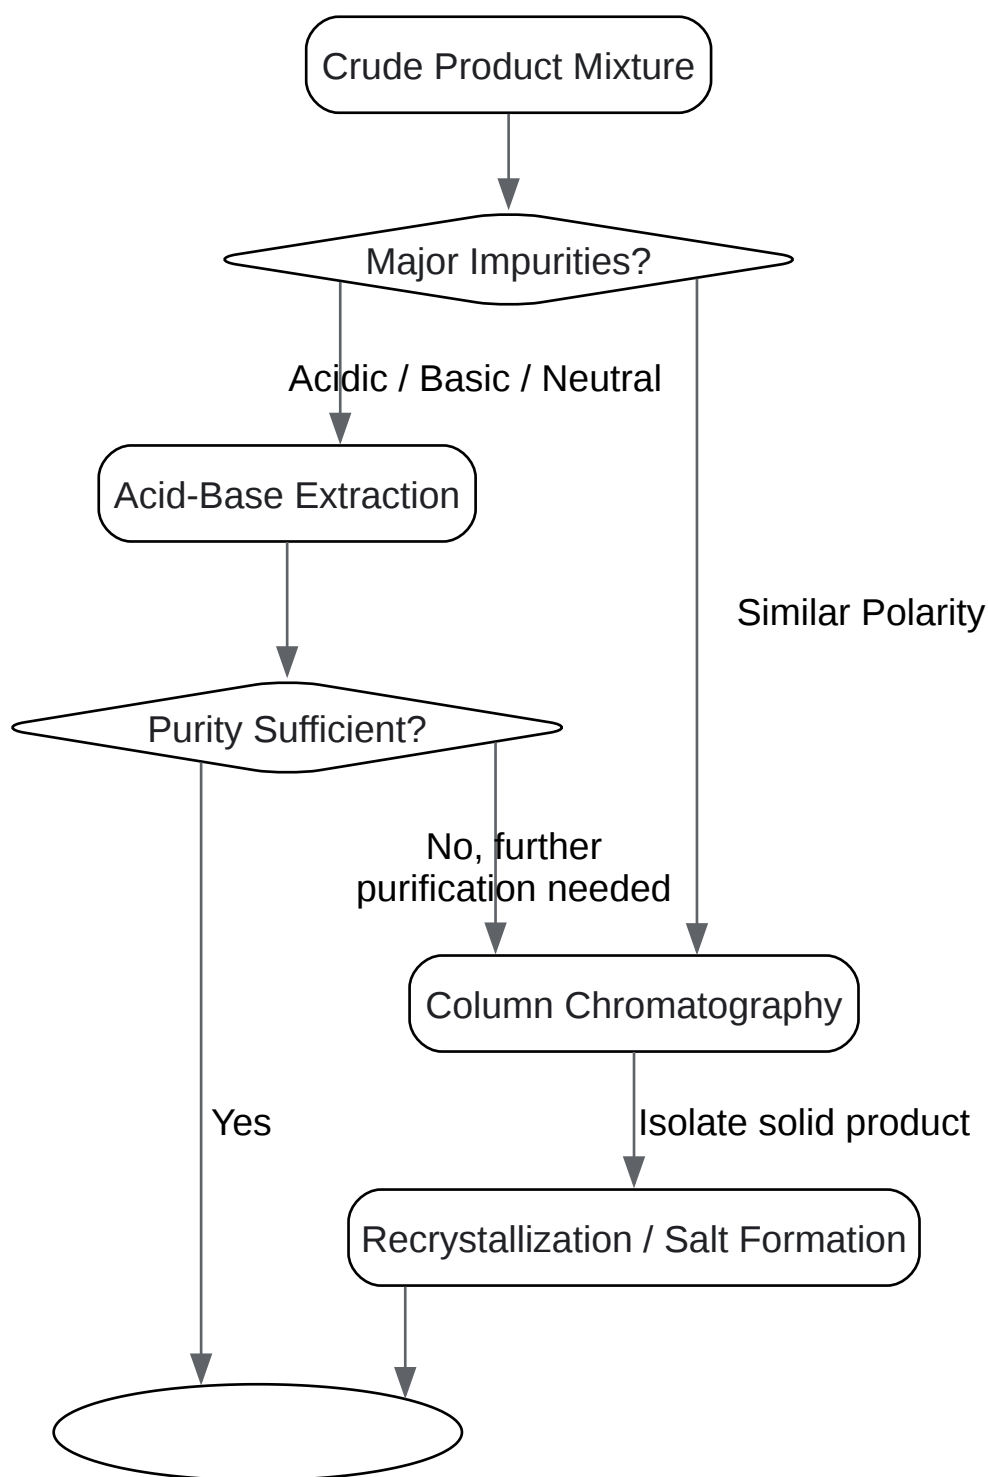 Crude Product Mixture
Major Impurities?
Acidic / Basic / Neutral
Acid-Base Extraction
Similar Polarity
Purity Sufficient?
No, further
purification needed
Column Chromatography
Yes
Isolate solid product
Recrystallization / Salt Formation